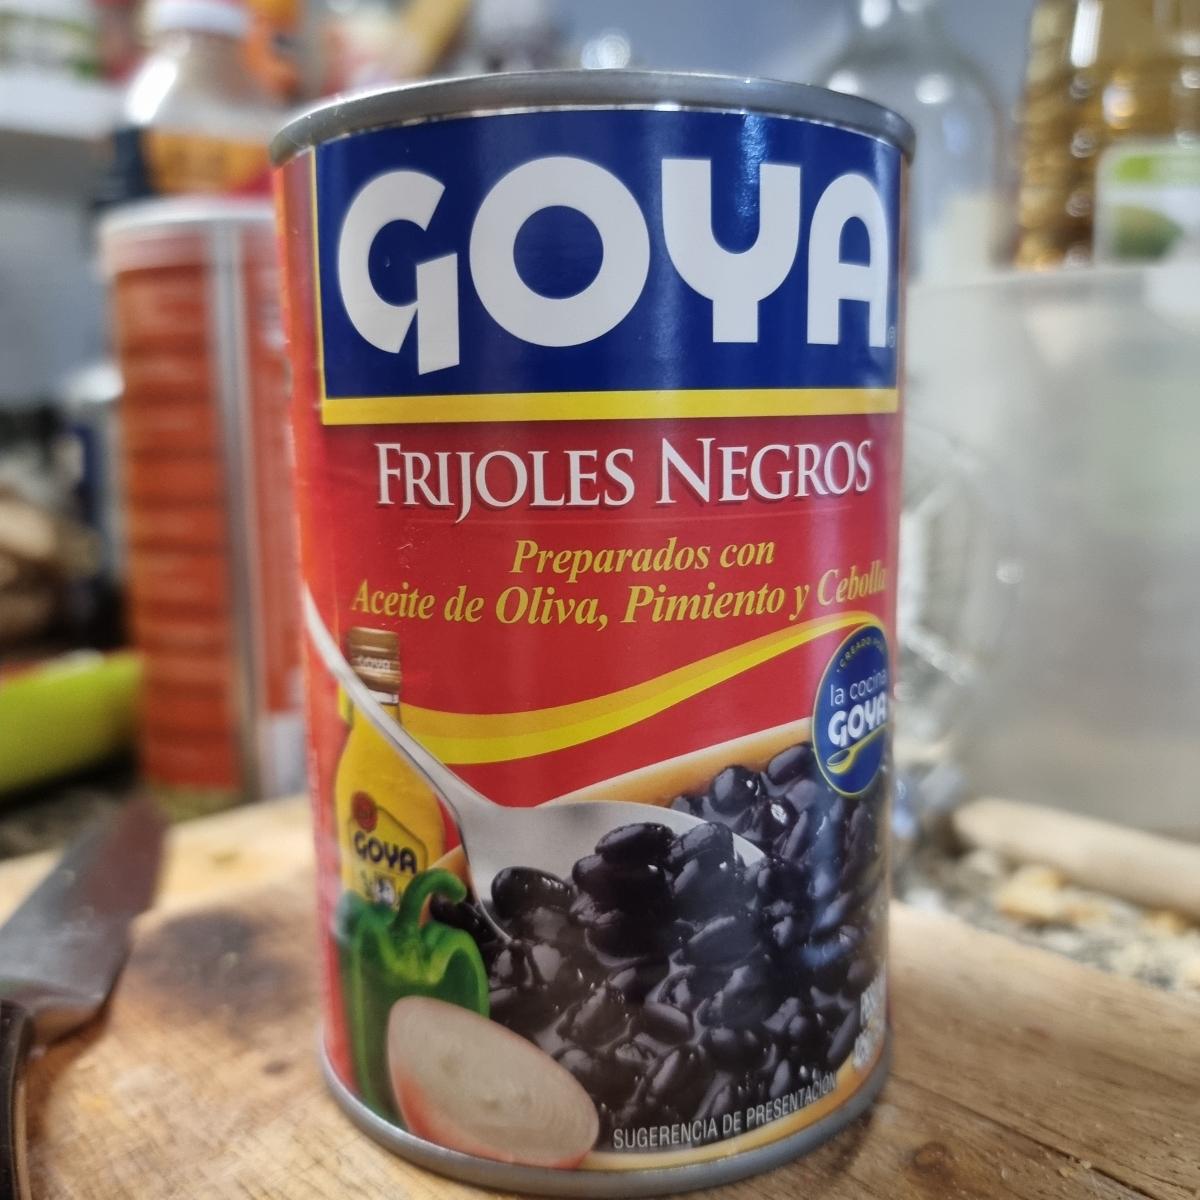 GOYA
FRIJOLES NEGROS
Preparados con
Aceite de Oliva, Pimiento y Cebolla
la cocina
GOYA
GOYA
SUGERENCIA DE PRESENTACIÓN